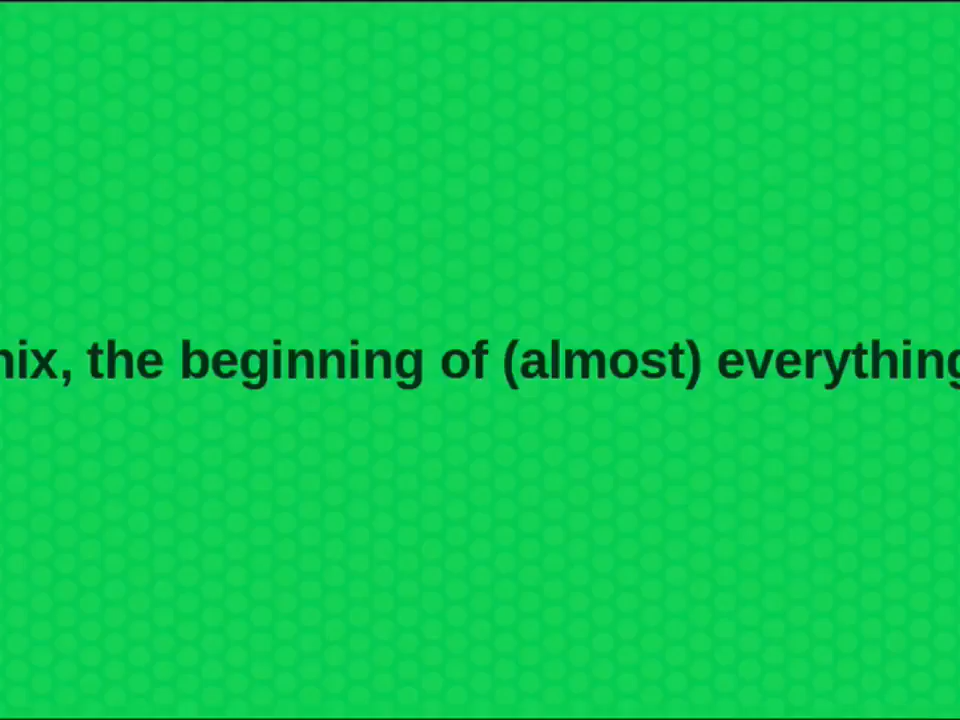 nix, the beginning of (almost) everything